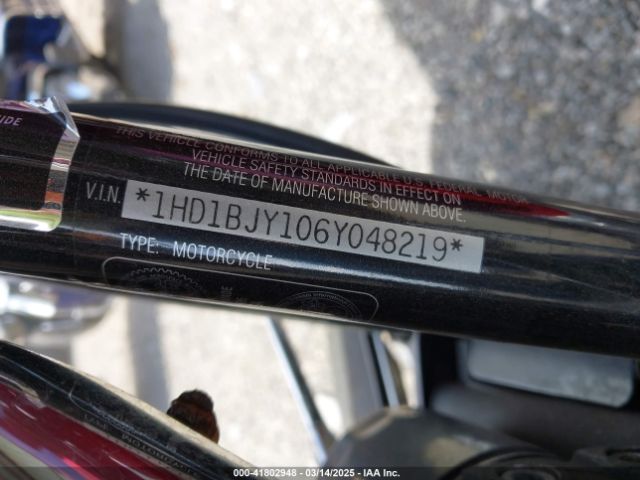 THIS VEHICLE CONFORMS TO ALL APPLICABLE U.S. FEDERAL MOTOR
VEHICLE SAFETY STANDARDS IN EFFECT ON
THE DATE OF MANUFACTURE SHOWN ABOVE.
V.I.N. *1HD1BJY106Y048219*
TYPE: MOTORCYCLE
000-41802948 - 03/14/2025 - IAA Inc.